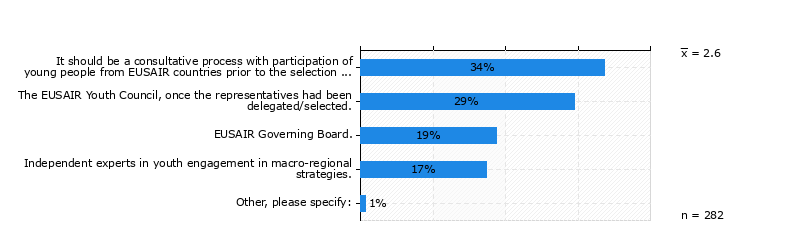 It should be a consultative process with participation of
young people from EUSAIR countries prior to the selection ...
34%
The EUSAIR Youth Council, once the representatives had been
delegated/selected.
29%
EUSAIR Governing Board.
19%
Independent experts in youth engagement in macro-regional
strategies.
17%
Other, please specify:
1%
x̅ = 2.6
n = 282